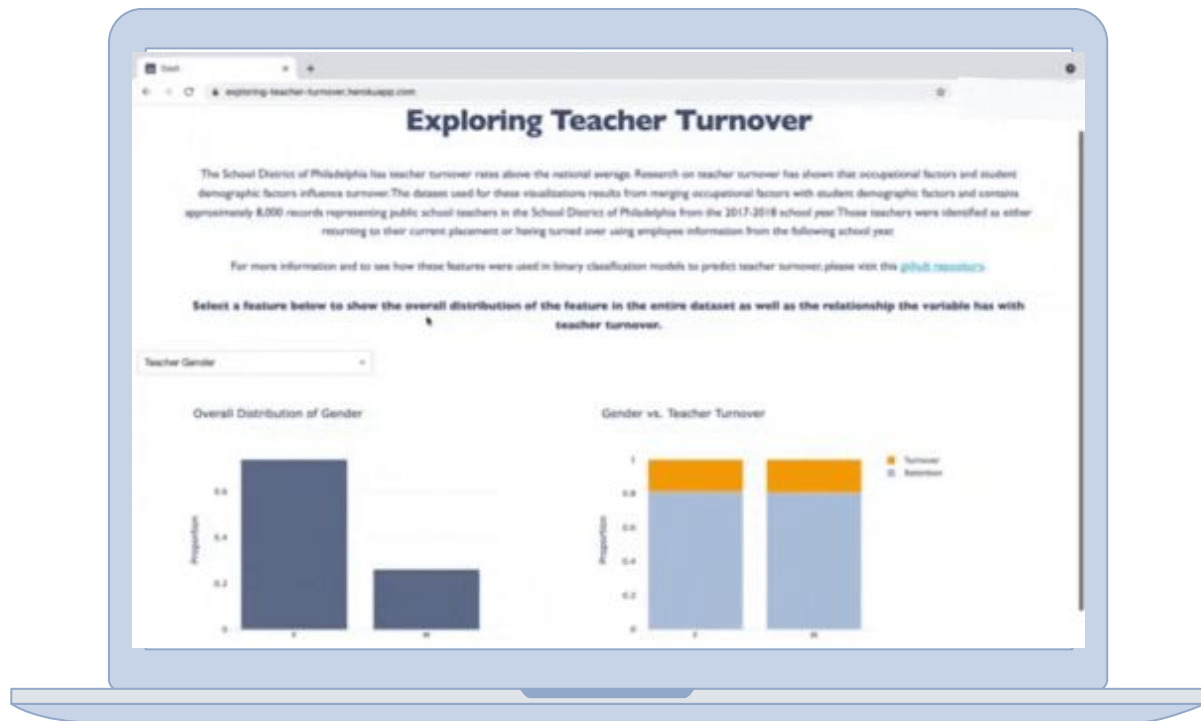 Dash
exploring-teacher-turnover.herokuapp.com
Exploring Teacher Turnover
The School District of Philadelphia has teacher turnover rates above the national average. Research on teacher turnover has shown that occupational factors and student
demographic factors influence turnover. The dataset used for these visualizations results from merging occupational factors with student demographic factors and contains
approximately 8,000 records representing public school teachers in the School District of Philadelphia from the 2017-2018 school year. Those teachers were identified as either
returning to their current placement or having turned over using employee information from the following school year.
For more information and to see how these features were used in binary classification models to predict teacher turnover, please visit this github repository.
Select a feature below to show the overall distribution of the feature in the entire dataset as well as the relationship the variable has with
teacher turnover.
Teacher Gender
Overall Distribution of Gender
Proportion
0.6
0.4
0.2
0
F
M
Gender vs. Teacher Turnover
Proportion
1
0.8
0.6
0.4
0.2
0
F
M
Turnover
Retention